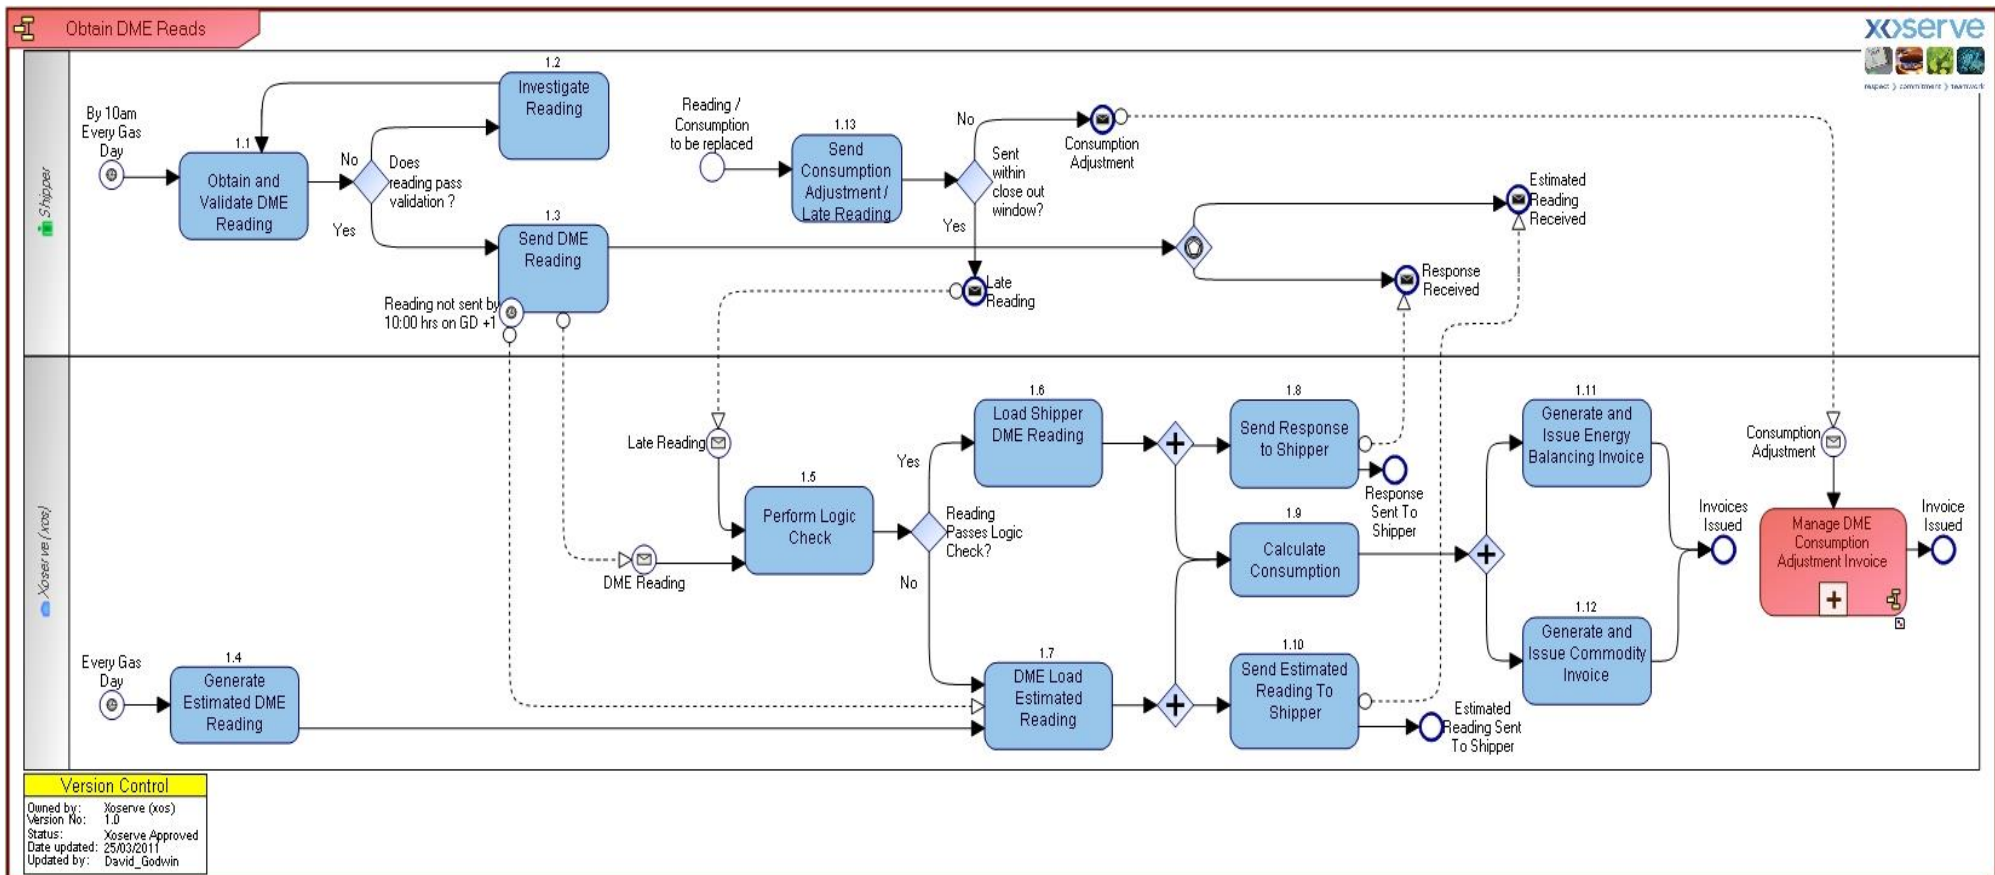 Obtain DME Reads
xoserve
respect > commitment > teamwork
Shipper
By 10am
Every Gas
Day
1.1
Obtain and
Validate DME
Reading
No
Does
reading pass
validation ?
Yes
1.2
Investigate
Reading
1.3
Send DME
Reading
Reading not sent by
10:00 hrs on GD +1
Reading /
Consumption
to be replaced
1.13
Send
Consumption
Adjustment /
Late Reading
No
Sent
within
close out
window?
Yes
Consumption
Adjustment
Late
Reading
Estimated
Reading
Received
Response
Received
Xoserve (xos)
Late Reading
DME Reading
1.5
Perform Logic
Check
Yes
Reading
Passes Logic
Check?
No
1.6
Load Shipper
DME Reading
1.8
Send Response
to Shipper
Response
Sent To
Shipper
1.9
Calculate
Consumption
1.11
Generate and
Issue Energy
Balancing Invoice
Invoices
Issued
1.12
Generate and
Issue Commodity
Invoice
Consumption
Adjustment
Manage DME
Consumption
Adjustment Invoice
Invoice
Issued
Every Gas
Day
1.4
Generate
Estimated DME
Reading
1.7
DME Load
Estimated
Reading
1.10
Send Estimated
Reading To
Shipper
Estimated
Reading Sent
To Shipper
Version Control
Owned by: Xoserve (xos)
Version No: 1.0
Status: Xoserve Approved
Date updated: 25/03/2011
Updated by: David_Godwin